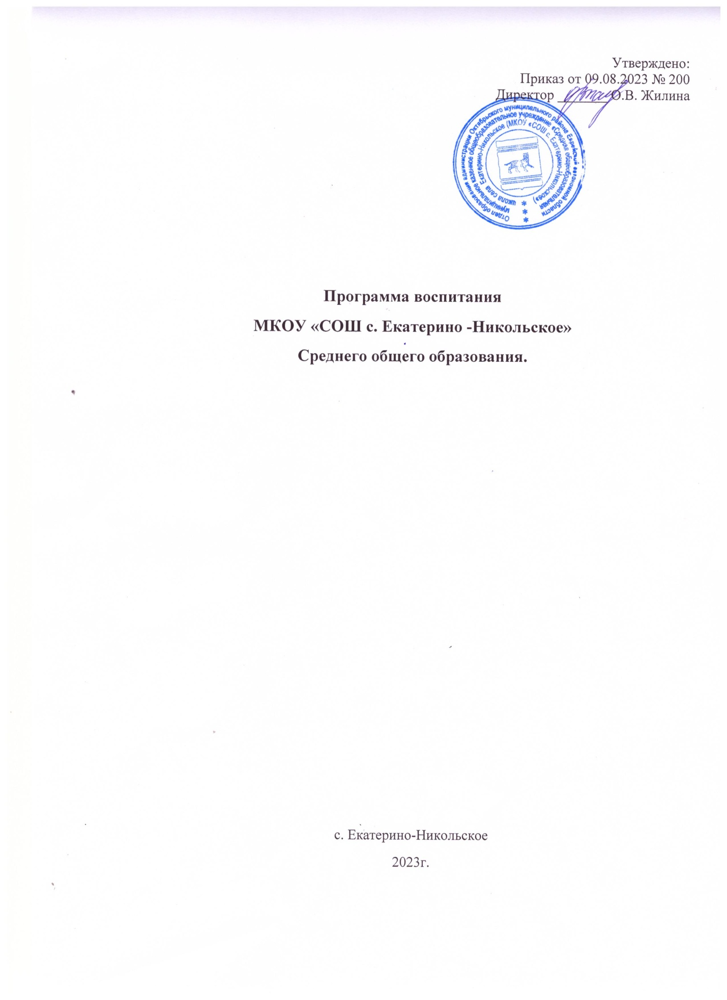 Утверждено:
Приказ от 09.08.2023 № 200
Директор _______ О.В. Жилина
Отдел образования администрации Октябрьского муниципального района Еврейской автономной области
муниципальное казенное общеобразовательное учреждение «Средняя общеобразовательная
школа села Екатерино-Никольское (МКОУ «СОШ с. Екатерино-Никольское»)
Программа воспитания
МКОУ «СОШ с. Екатерино -Никольское»
Среднего общего образования.
с. Екатерино-Никольское
2023г.